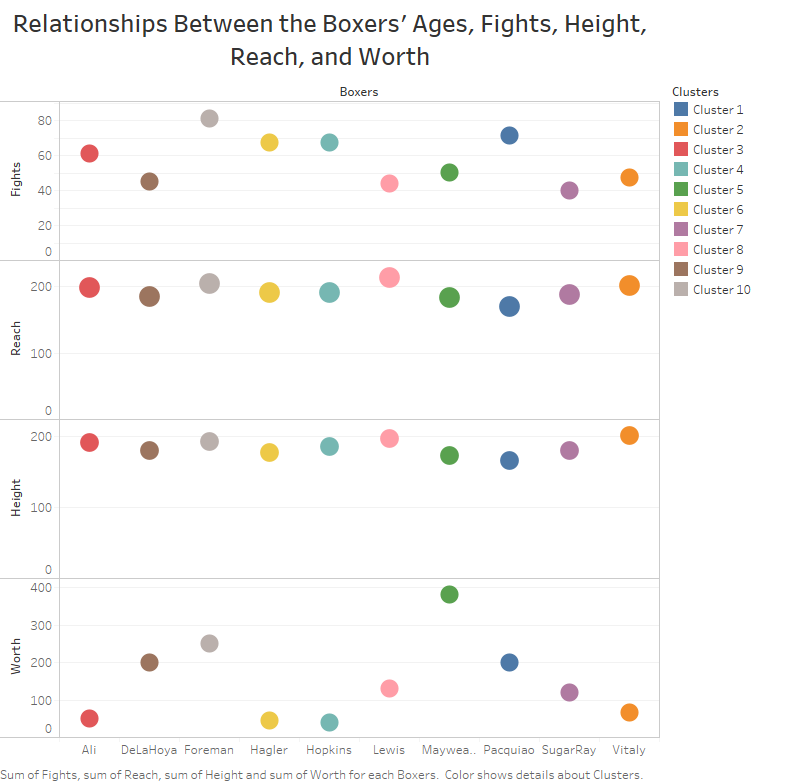 Relationships Between the Boxers’ Ages, Fights, Height,
Reach, and Worth
Boxers
Clusters
Cluster 1
Cluster 2
Cluster 3
Cluster 4
Cluster 5
Cluster 6
Cluster 7
Cluster 8
Cluster 9
Cluster 10
Fights
80
60
40
20
0
Reach
200
100
0
Height
200
100
0
Worth
400
300
200
100
0
Ali DeLaHoya Foreman Hagler Hopkins Lewis Maywea.. Pacquiao SugarRay Vitaly
Sum of Fights, sum of Reach, sum of Height and sum of Worth for each Boxers. Color shows details about Clusters.